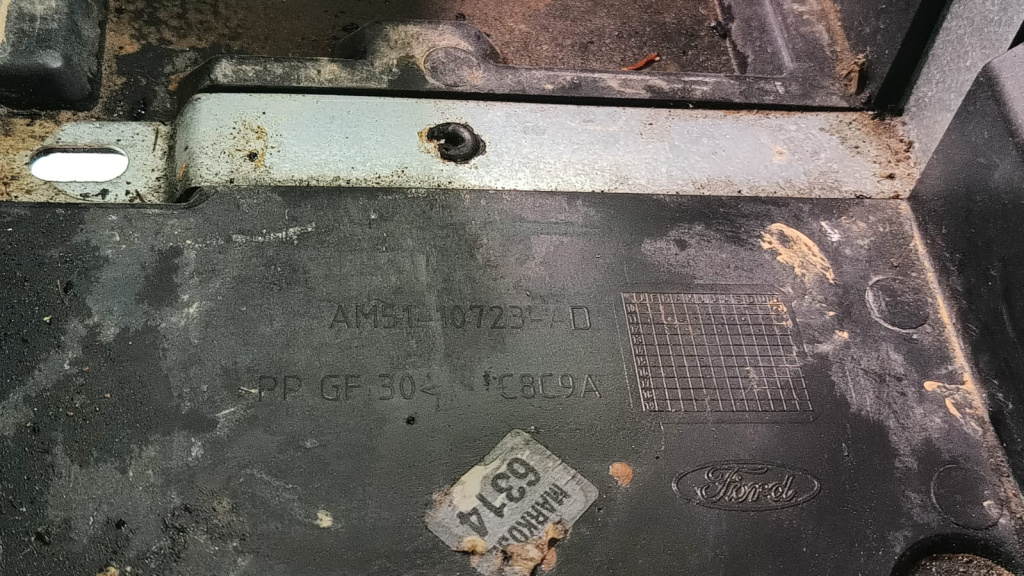 AM51-10723-AD
PP GF 30< C8C9A
Ford
MARKO
6314